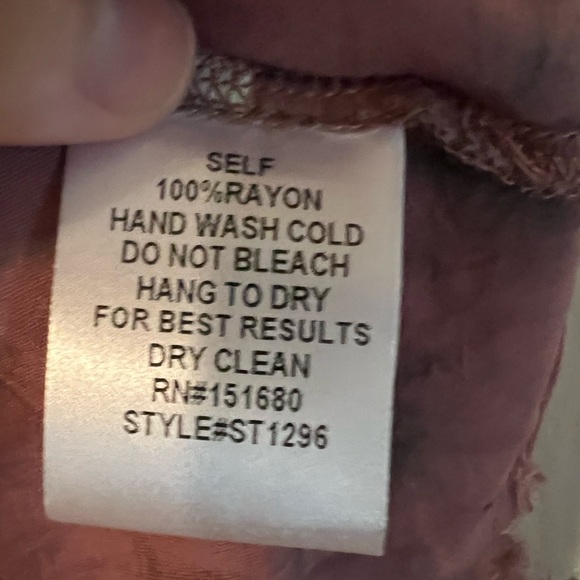 SELF
100%RAYON
HAND WASH COLD
DO NOT BLEACH
HANG TO DRY
FOR BEST RESULTS
DRY CLEAN
RN#151680
STYLE#ST1296